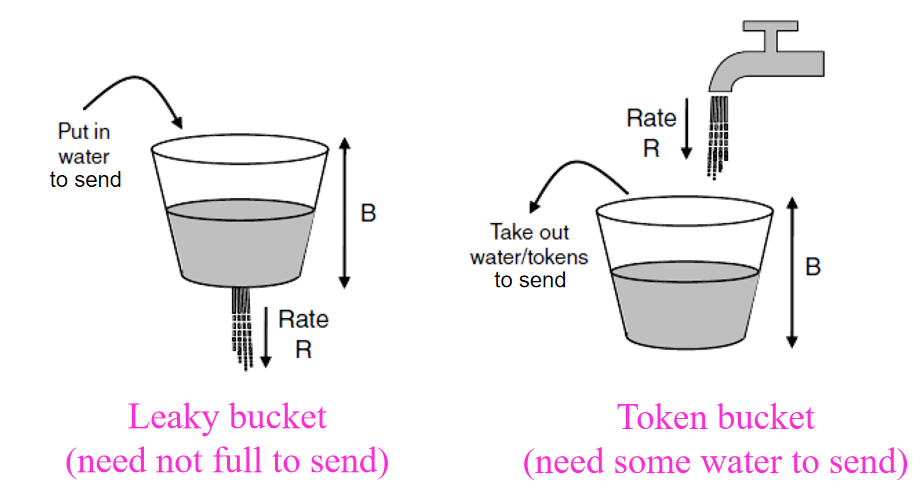 Put in
water
to send
B
Rate
R
Leaky bucket
(need not full to send)
Rate
R
Take out
water/tokens
to send
B
Token bucket
(need some water to send)